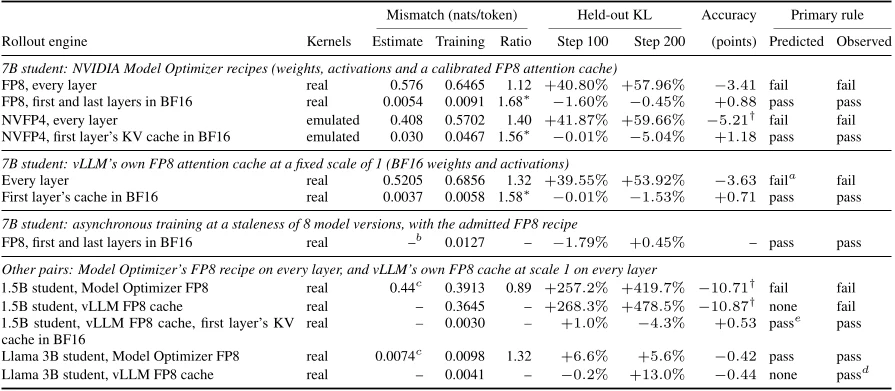 Mismatch (nats/token) Held-out KL Accuracy Primary rule
Rollout engine Kernels Estimate Training Ratio Step 100 Step 200 (points) Predicted Observed
7B student: NVIDIA Model Optimizer recipes (weights, activations and a calibrated FP8 attention cache)
FP8, every layer real 0.576 0.6465 1.12 +40.80% +57.96% −3.41 fail fail
FP8, first and last layers in BF16 real 0.0054 0.0091 1.68* −1.60% −0.45% +0.88 pass pass
NVFP4, every layer emulated 0.408 0.5702 1.40 +41.87% +59.66% −5.21† fail fail
NVFP4, first layer's KV cache in BF16 emulated 0.030 0.0467 1.56* −0.01% −5.04% +1.18 pass pass
7B student: vLLM's own FP8 attention cache at a fixed scale of 1 (BF16 weights and activations)
Every layer real 0.5205 0.6856 1.32 +39.55% +53.92% −3.63 fail^a fail
First layer's cache in BF16 real 0.0037 0.0058 1.58* −0.01% −1.53% +0.71 pass pass
7B student: asynchronous training at a staleness of 8 model versions, with the admitted FP8 recipe
FP8, first and last layers in BF16 real –^b 0.0127 – −1.79% +0.45% – pass pass
Other pairs: Model Optimizer's FP8 recipe on every layer, and vLLM's own FP8 cache at scale 1 on every layer
1.5B student, Model Optimizer FP8 real 0.44^c 0.3913 0.89 +257.2% +419.7% −10.71† fail fail
1.5B student, vLLM FP8 cache real – 0.3645 – +268.3% +478.5% −10.87† none fail
1.5B student, vLLM FP8 cache, first layer's KV real – 0.0030 – +1.0% −4.3% +0.53 pass^e pass
cache in BF16
Llama 3B student, Model Optimizer FP8 real 0.0074^c 0.0098 1.32 +6.6% +5.6% −0.42 pass pass
Llama 3B student, vLLM FP8 cache real – 0.0041 – −0.2% +13.0% −0.44 none pass^d